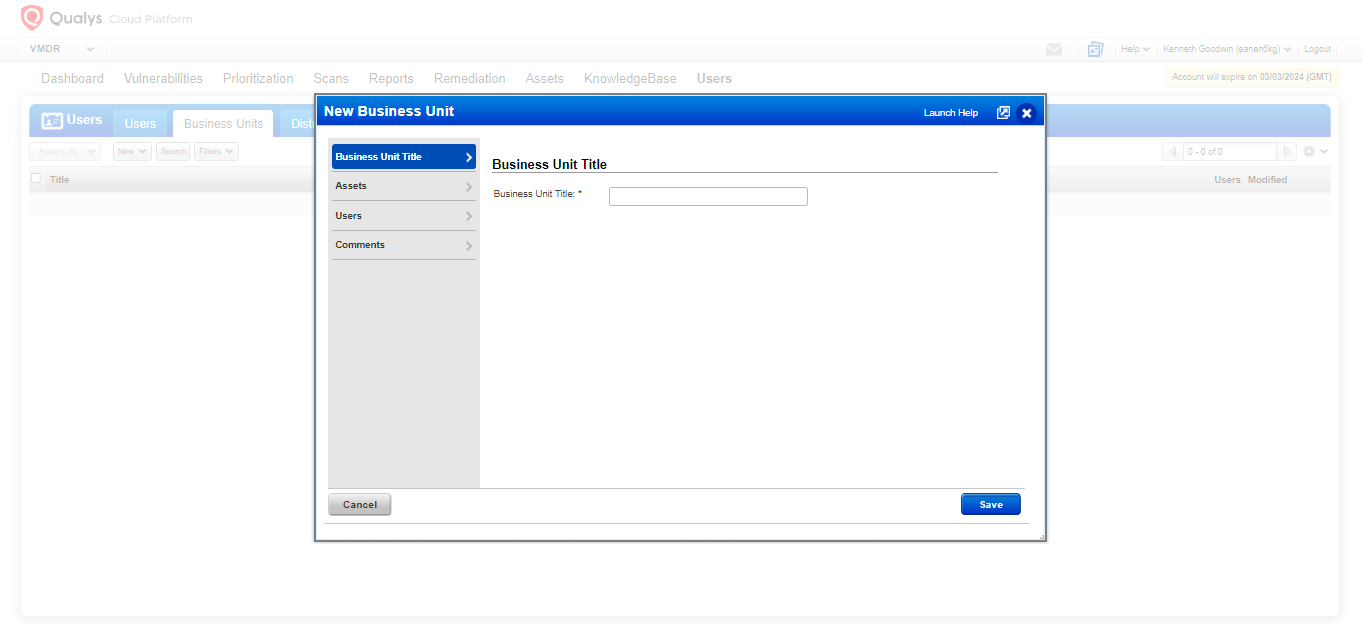 Qualys. Cloud Platform
VMDR
Help
Kenneth Goodwin (eanen6kg)
Logout
Dashboard
Vulnerabilities
Prioritization
Scans
Reports
Remediation
Assets
KnowledgeBase
Users
Account will expire on 03/03/2024 (GMT)
Users
Users
Business Units
Dist
Actions (0)
New
Search
Filters
0 - 0 of 0
Title
Users
Modified
New Business Unit
Launch Help
Business Unit Title
Assets
Users
Comments
Business Unit Title
Business Unit Title: *
Cancel
Save